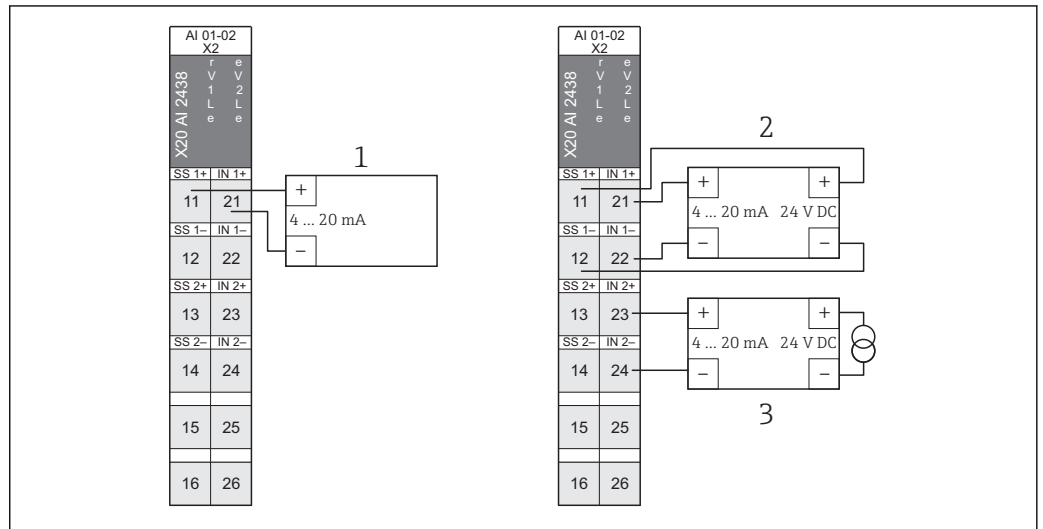 AI 01-02
X2
X20 AI 2438
r e
V V
1 2
L L
e e
SS 1+ IN 1+
11 21
SS 1– IN 1–
12 22
SS 2+ IN 2+
13 23
SS 2– IN 2–
14 24
15 25
16 26
1
+
4 ... 20 mA
–
AI 01-02
X2
X20 AI 2438
r e
V V
1 2
L L
e e
SS 1+ IN 1+
11 21
SS 1– IN 1–
12 22
SS 2+ IN 2+
13 23
SS 2– IN 2–
14 24
15 25
16 26
2
+ +
4 ... 20 mA 24 V DC
– –
+ +
4 ... 20 mA 24 V DC
– –
3